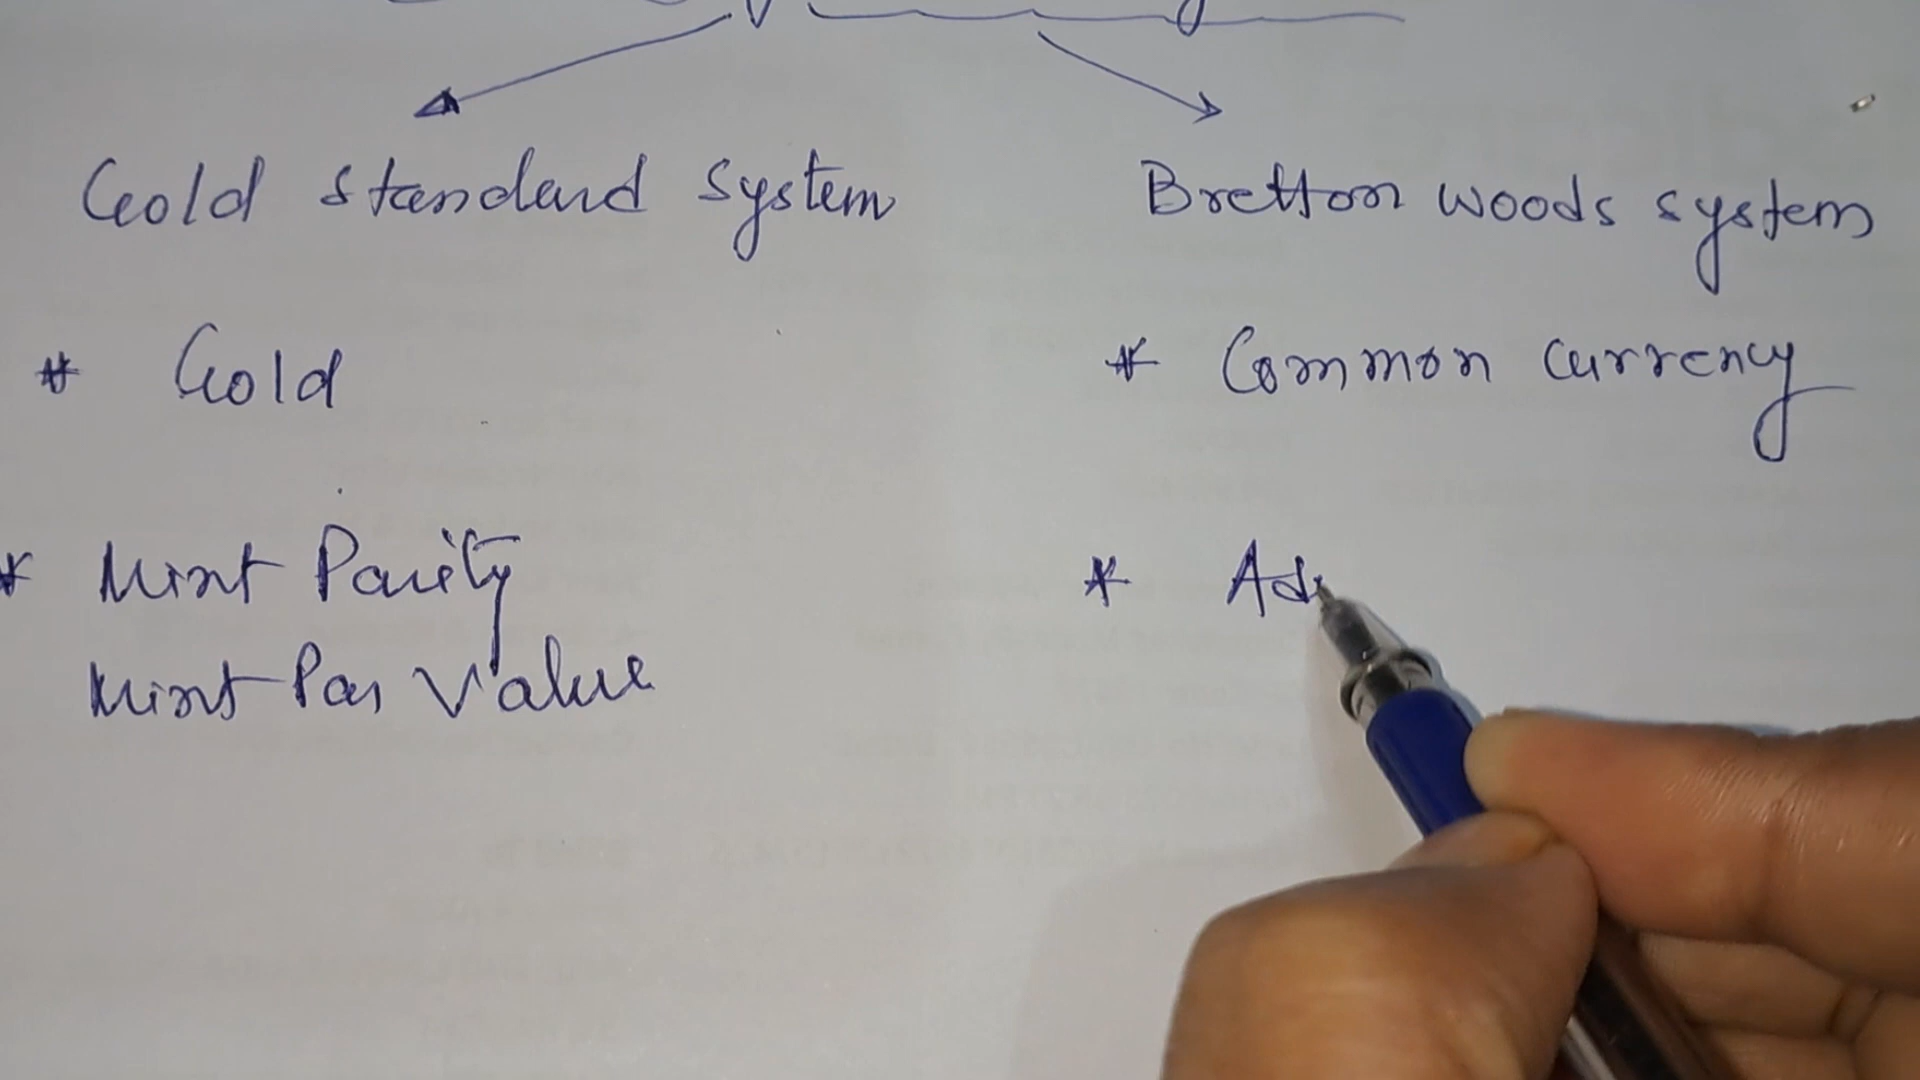 Gold standard system
Bretton woods system
* Gold
* Common currency
* Mint Parity
Mint Par Value
* Ad